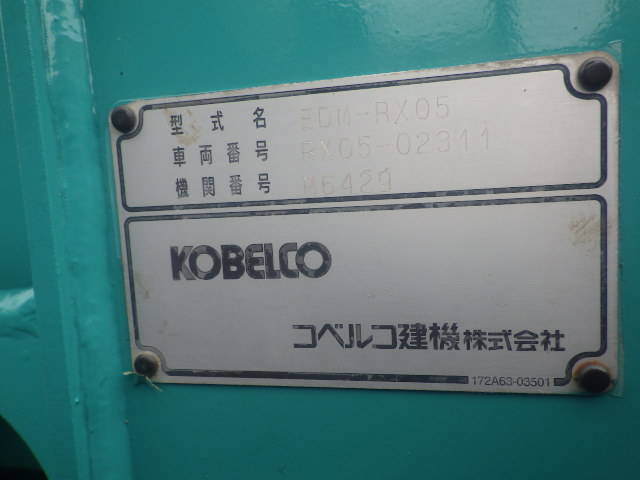 型式名 EDM-RX05
車両番号 RX05-02311
機関番号 M6429
KOBELCO
コベルコ建機株式会社
172A63-03501